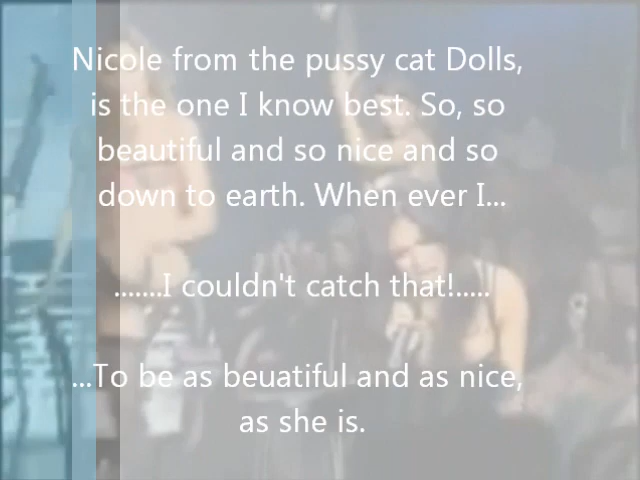 Nicole from the pussy cat Dolls,
is the one I know best. So, so
beautiful and so nice and so
down to earth. When ever I...
.......I couldn't catch that!.....
...To be as beuatiful and as nice,
as she is.